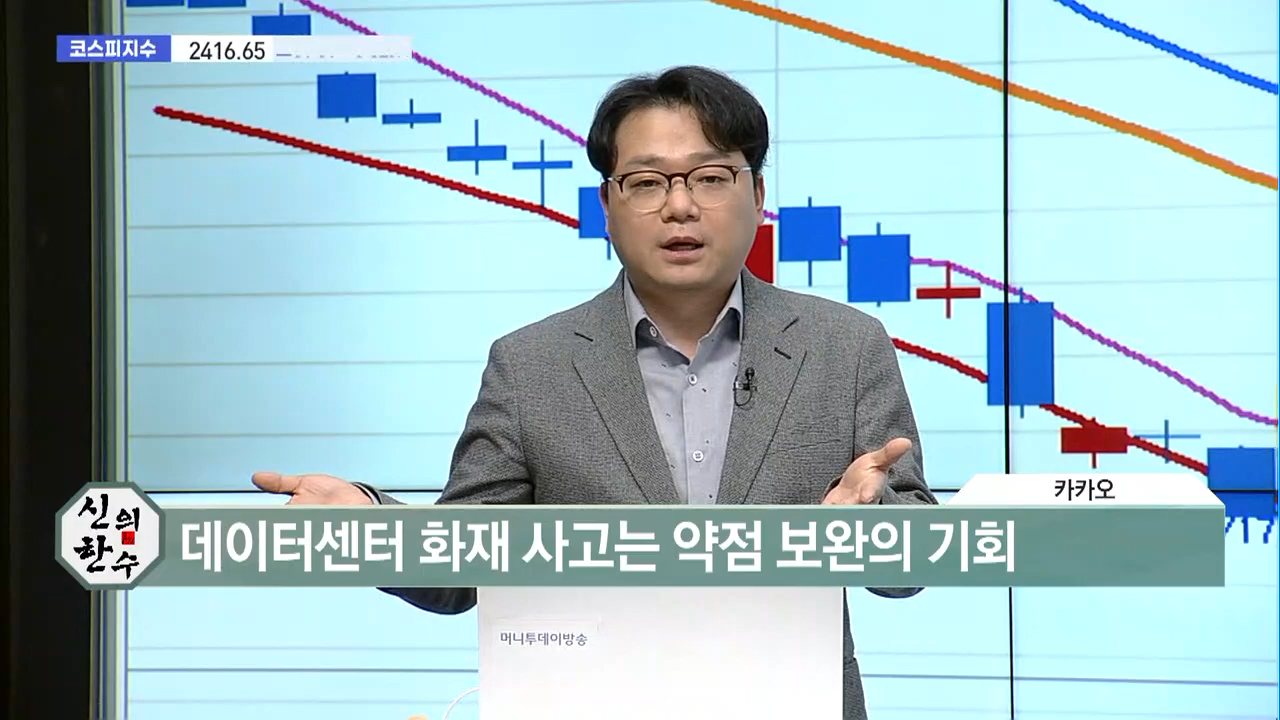 코스피지수 2416.65
카카오
신의
한수
데이터센터 화재 사고는 약점 보완의 기회
머니투데이방송